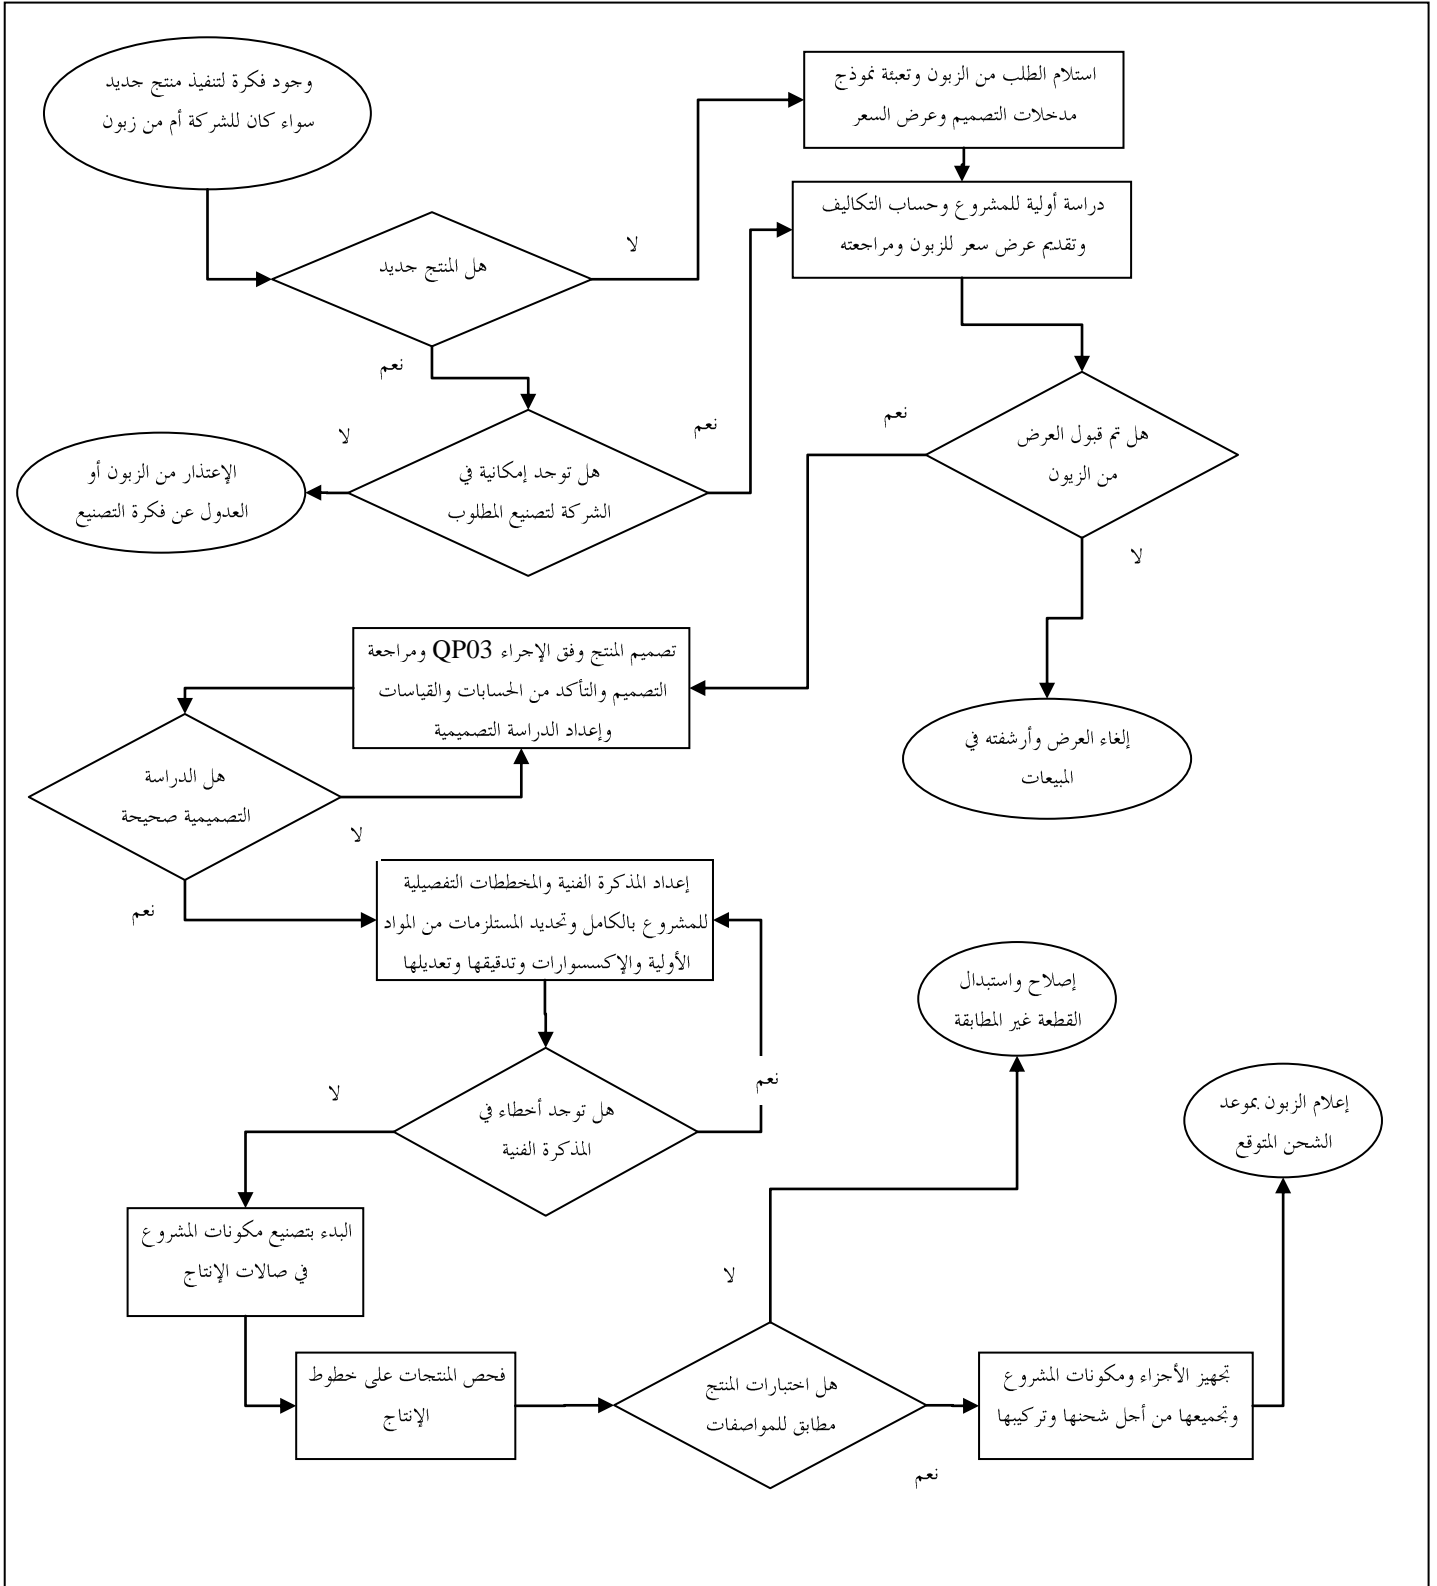 وجود فكرة لتنفيذ منتج جديد
سواء كان للشركة أم من زبون
استلام الطلب من الزبون وتعبئة نموذج
مدخلات التصميم وعرض السعر
دراسة أولية للمشروع وحساب التكاليف
وتقديم عرض سعر للزبون ومراجعته
هل المنتج جديد
لا
نعم
هل توجد إمكانية في
الشركة لتصنيع المطلوب
لا
نعم
الإعتذار من الزبون أو
العدول عن فكرة التصنيع
هل تم قبول العرض
من الزبون
نعم
لا
إلغاء العرض وأرشفته في
المبيعات
تصميم المنتج وفق الإجراء QP03 ومراجعة
التصميم والتأكد من الحسابات والقياسات
وإعداد الدراسة التصميمية
هل الدراسة
التصميمية صحيحة
لا
نعم
إعداد المذكرة الفنية والمخططات التفصيلية
للمشروع بالكامل وتحديد المستلزمات من المواد
الأولية والإكسسوارات وتدقيقها وتعديلها
هل توجد أخطاء في
المذكرة الفنية
نعم
لا
البدء بتصنيع مكونات المشروع
في صالات الإنتاج
فحص المنتجات على خطوط
الإنتاج
هل اختبارات المنتج
مطابق للمواصفات
لا
نعم
إصلاح واستبدال
القطعة غير المطابقة
تجهيز الأجزاء ومكونات المشروع
وتجميعها من أجل شحنها وتركيبها
إعلام الزبون بموعد
الشحن المتوقع